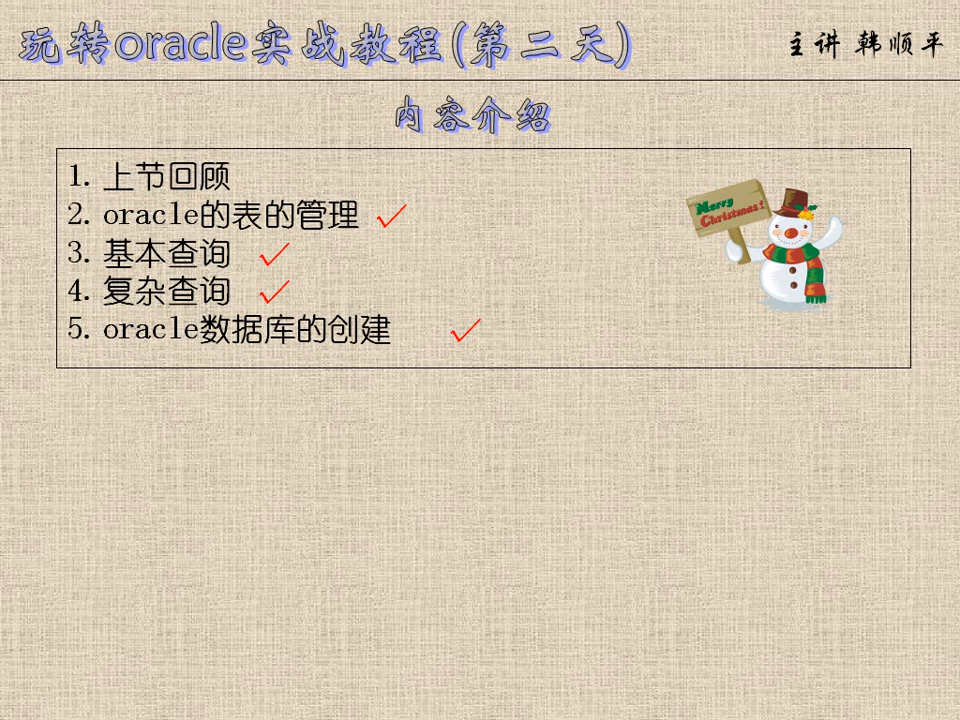 玩转oracle实战教程(第二天)
主讲 韩顺平
内容介绍
1. 上节回顾
2. oracle的表的管理 ✓
3. 基本查询 ✓
4. 复杂查询 ✓
5. oracle数据库的创建 ✓
Merry
Christmas!